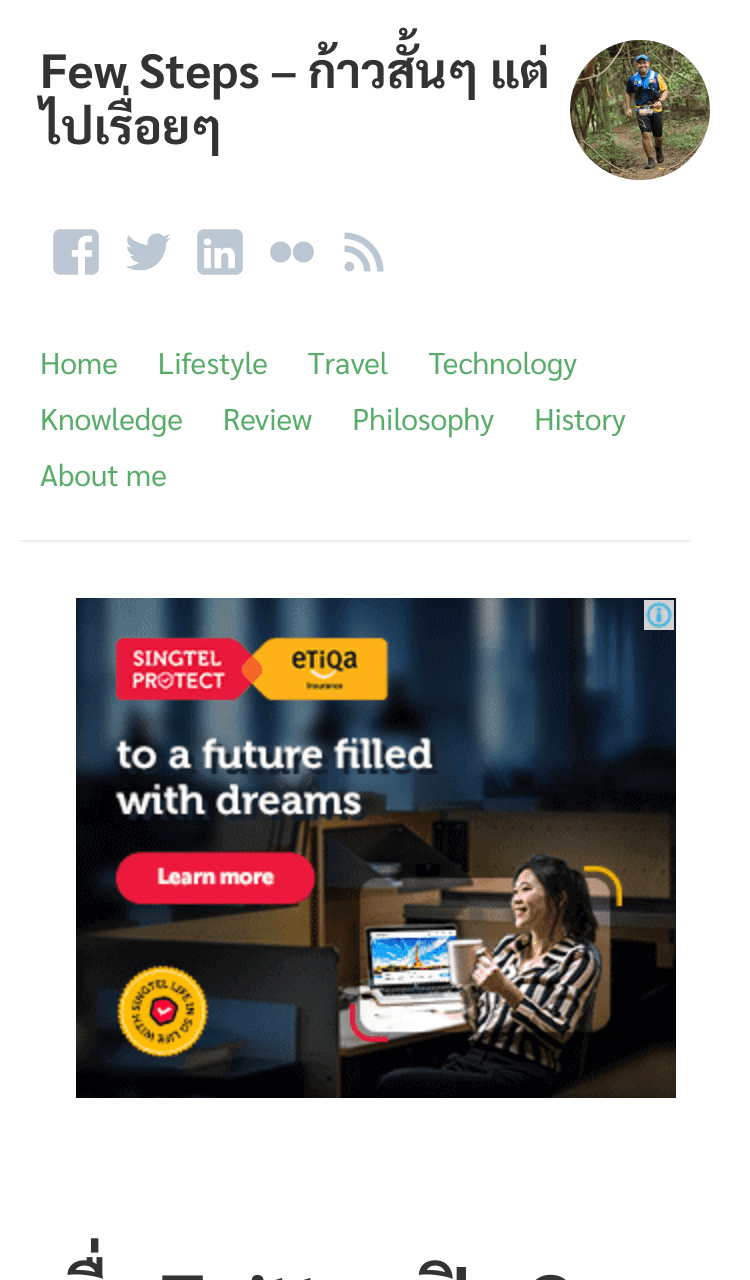 Few Steps – ก้าวสั้นๆ แต่
ไปเรื่อยๆ
Home Lifestyle Travel Technology
Knowledge Review Philosophy History
About me
SINGTEL
PROTECT
eTiQa
Insurance
to a future filled
with dreams
Learn more
SINGTEL LIFE IN SG LIFE WITH